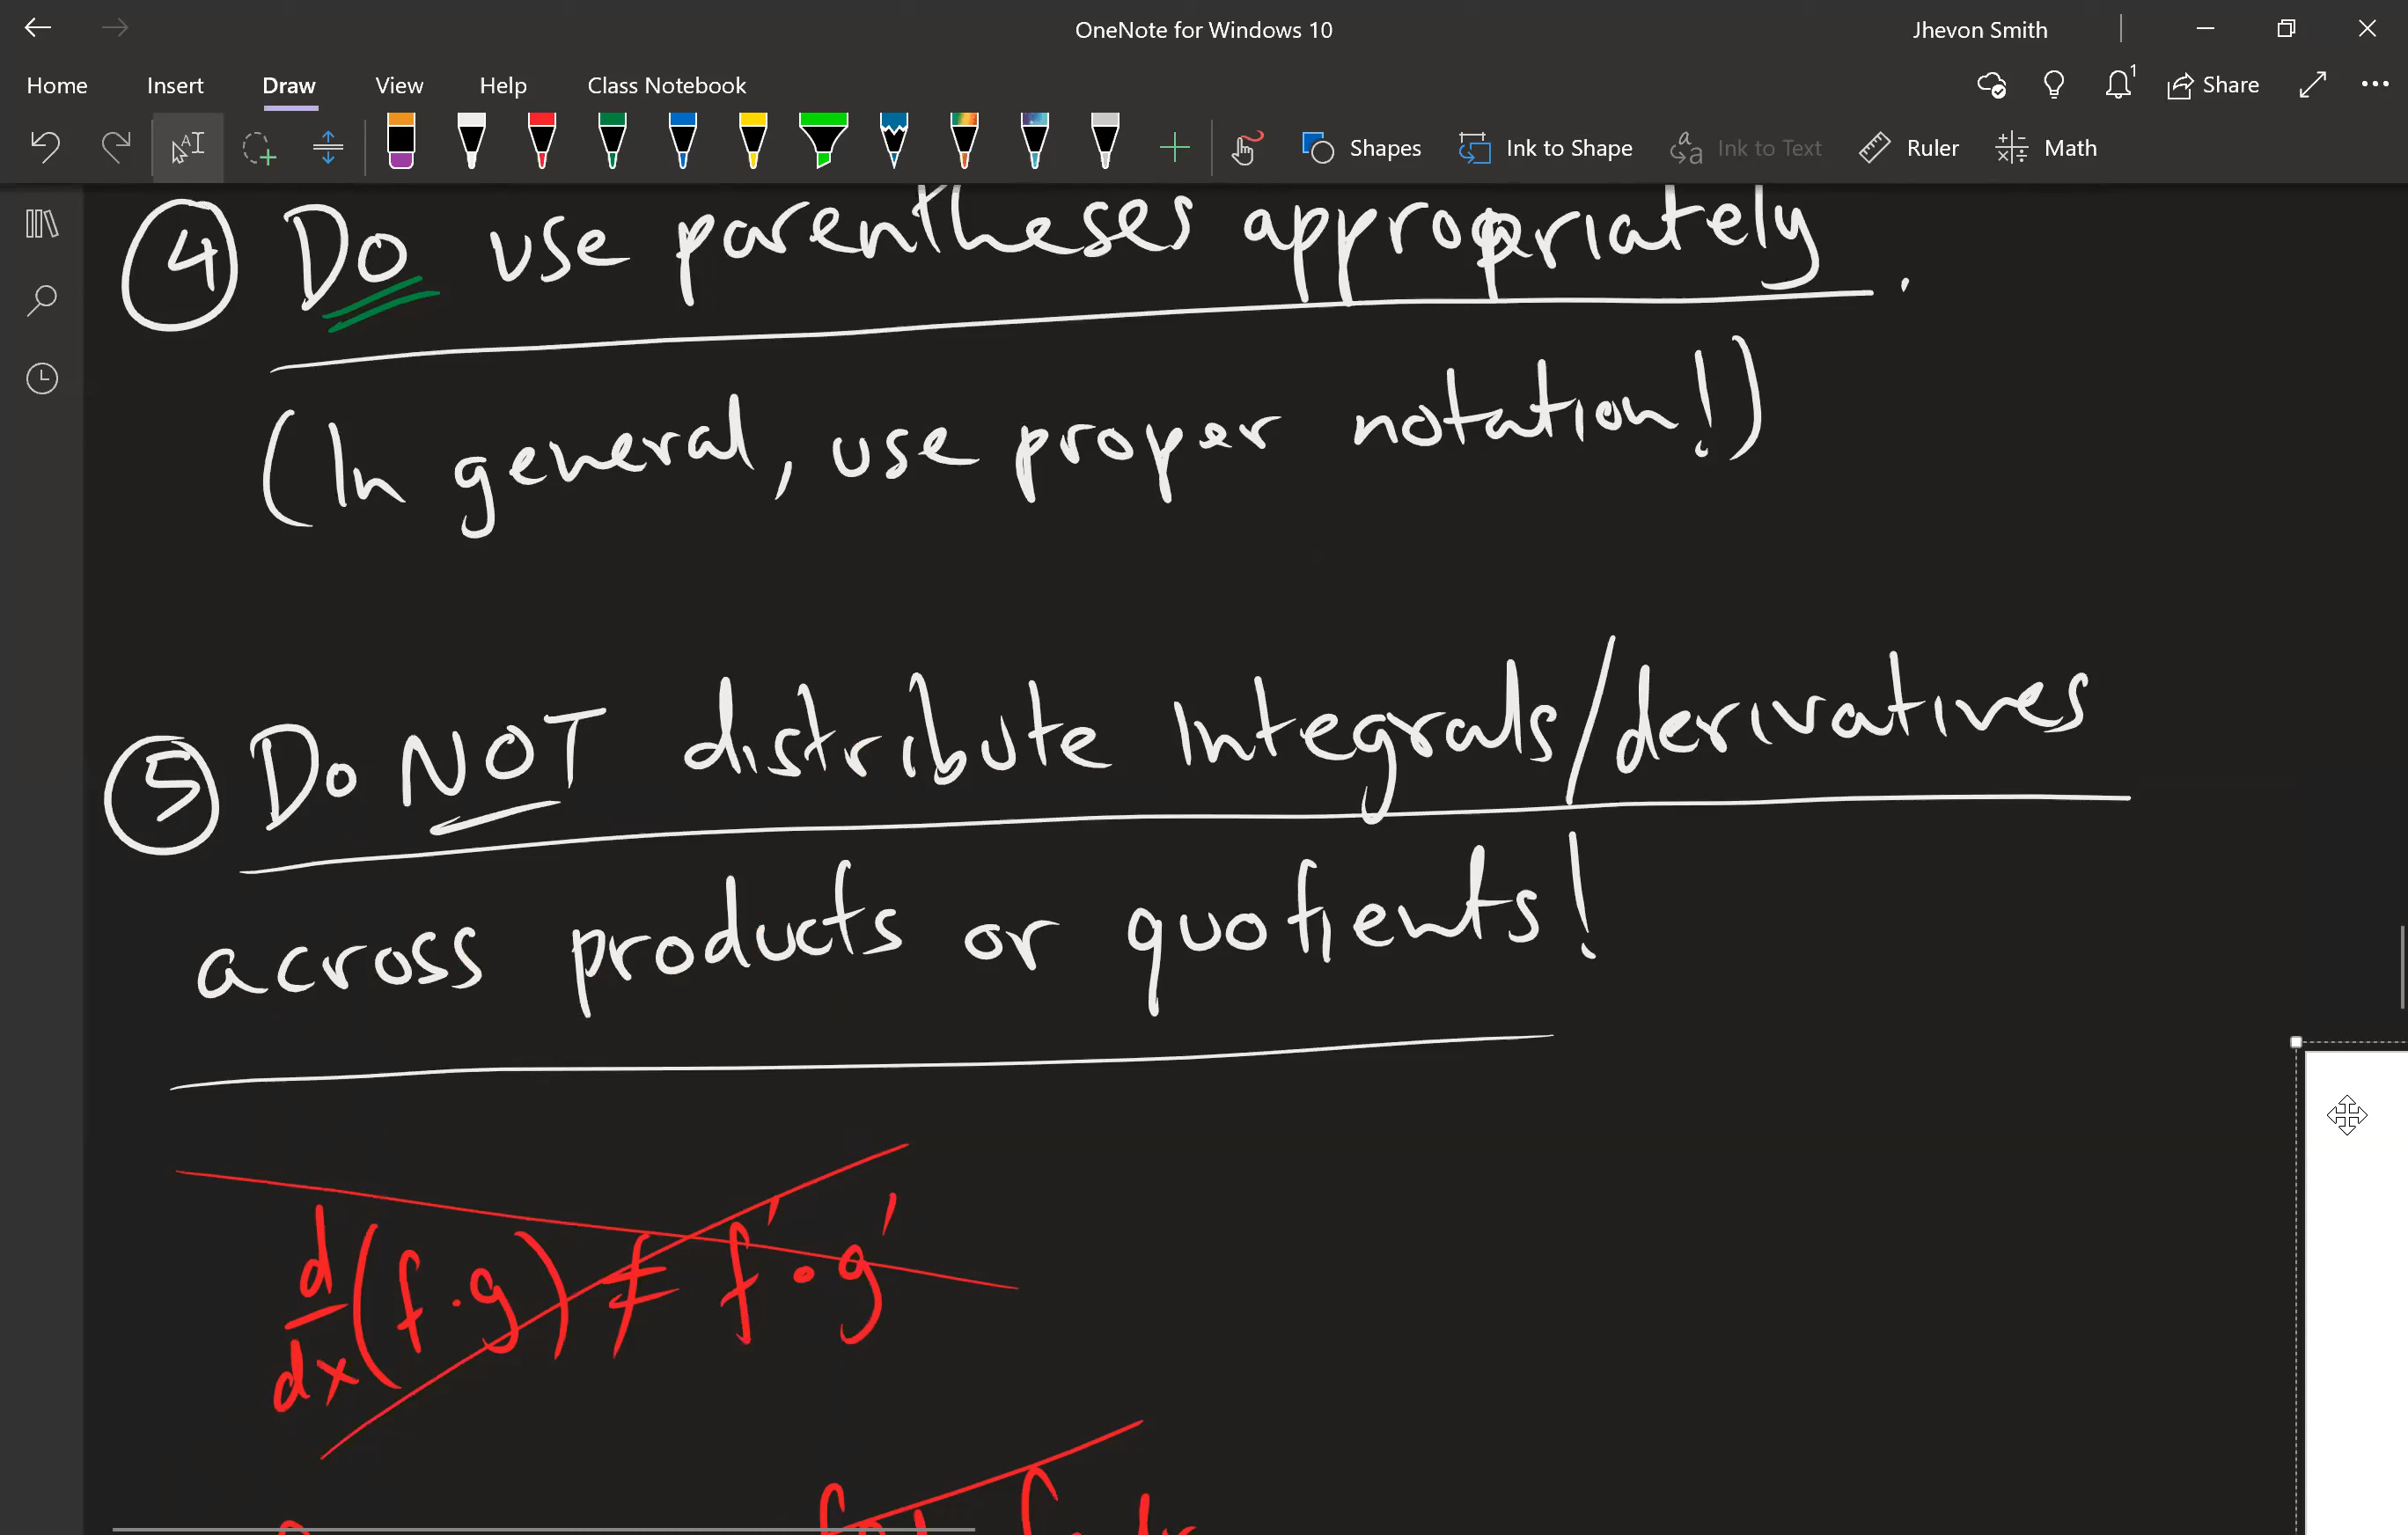 OneNote for Windows 10
Jhevon Smith
Home Insert Draw View Help Class Notebook
1 Share
Shapes Ink to Shape Ink to Text Ruler Math
④ Do use parentheses appropriately.
(In general, use proper notation!)
⑤ Do NOT distribute integrals/derivatives
across products or quotients!
d/dx (f·g) ≠ f'·g'